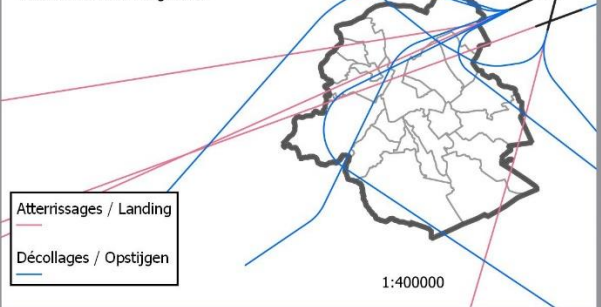 Atterrissages / Landing
Décollages / Opstijgen
1:400000